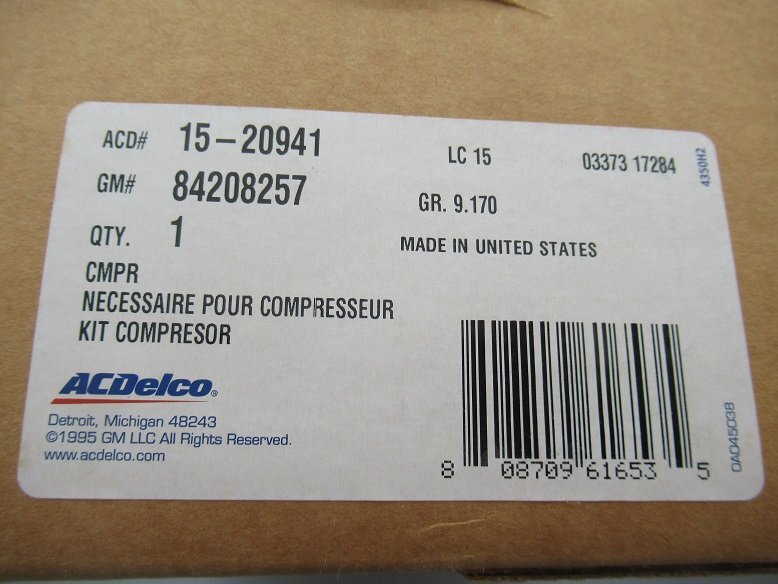 ACD# 15-20941
LC 15
03373 17284
4350H2
GM# 84208257
GR. 9.170
QTY. 1
MADE IN UNITED STATES
CMPR
NECESSAIRE POUR COMPRESSEUR
KIT COMPRESOR
ACDelco®
Detroit, Michigan 48243
©1995 GM LLC All Rights Reserved.
www.acdelco.com
8 08709 61653 5
0AD4503B